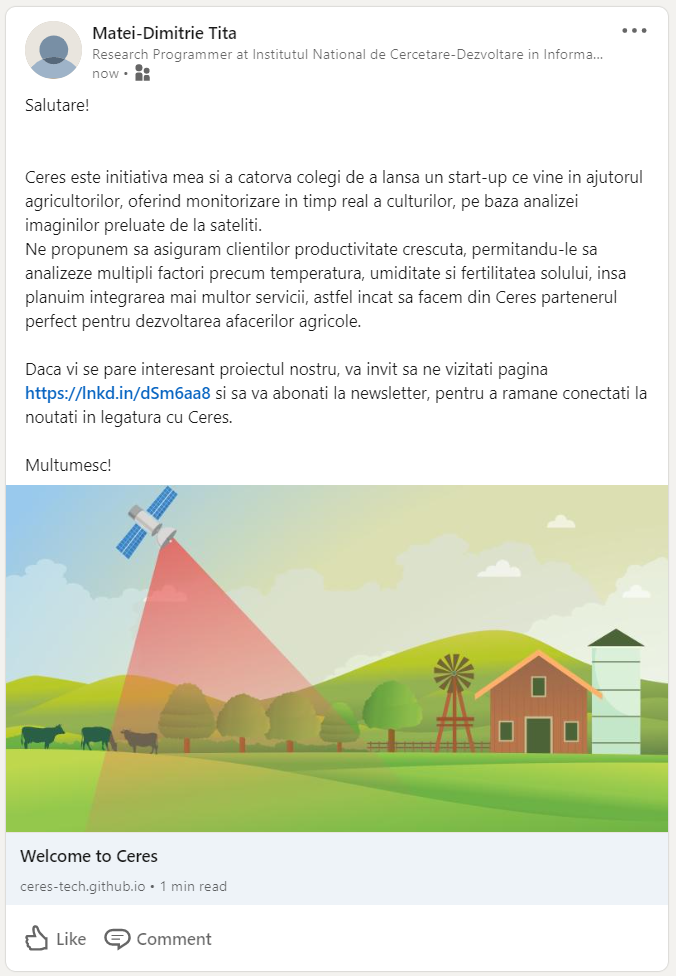 Matei-Dimitrie Tita
Research Programmer at Institutul National de Cercetare-Dezvoltare in Informa...
now •
Salutare!
Ceres este initiativa mea si a catorva colegi de a lansa un start-up ce vine in ajutorul
agricultorilor, oferind monitorizare in timp real a culturilor, pe baza analizei
imaginilor preluate de la sateliti.
Ne propunem sa asiguram clientilor productivitate crescuta, permitandu-le sa
analizeze multipli factori precum temperatura, umiditate si fertilitatea solului, insa
planuim integrarea mai multor servicii, astfel incat sa facem din Ceres partenerul
perfect pentru dezvoltarea afacerilor agricole.
Daca vi se pare interesant proiectul nostru, va invit sa ne vizitati pagina
https://lnkd.in/dSm6aa8 si sa va abonati la newsletter, pentru a ramane conectati la
noutati in legatura cu Ceres.
Multumesc!
Welcome to Ceres
ceres-tech.github.io • 1 min read
Like Comment